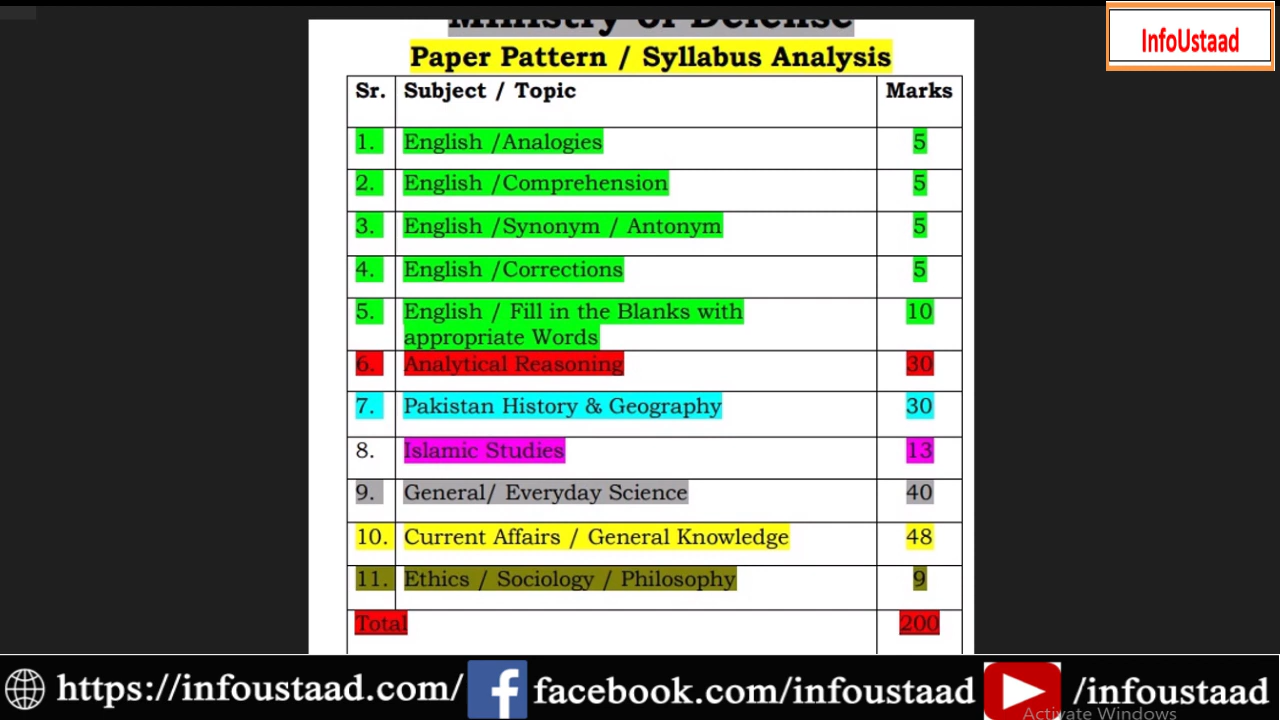 Ministry of Defense
InfoUstaad
Paper Pattern / Syllabus Analysis
Sr. Subject / Topic Marks
1. English /Analogies 5
2. English /Comprehension 5
3. English /Synonym / Antonym 5
4. English /Corrections 5
5. English / Fill in the Blanks with 10
appropriate Words
6. Analytical Reasoning 30
7. Pakistan History & Geography 30
8. Islamic Studies 13
9. General/ Everyday Science 40
10. Current Affairs / General Knowledge 48
11. Ethics / Sociology / Philosophy 9
Total 200
https://infoustaad.com/ facebook.com/infoustaad /infoustaad
Activate Windows